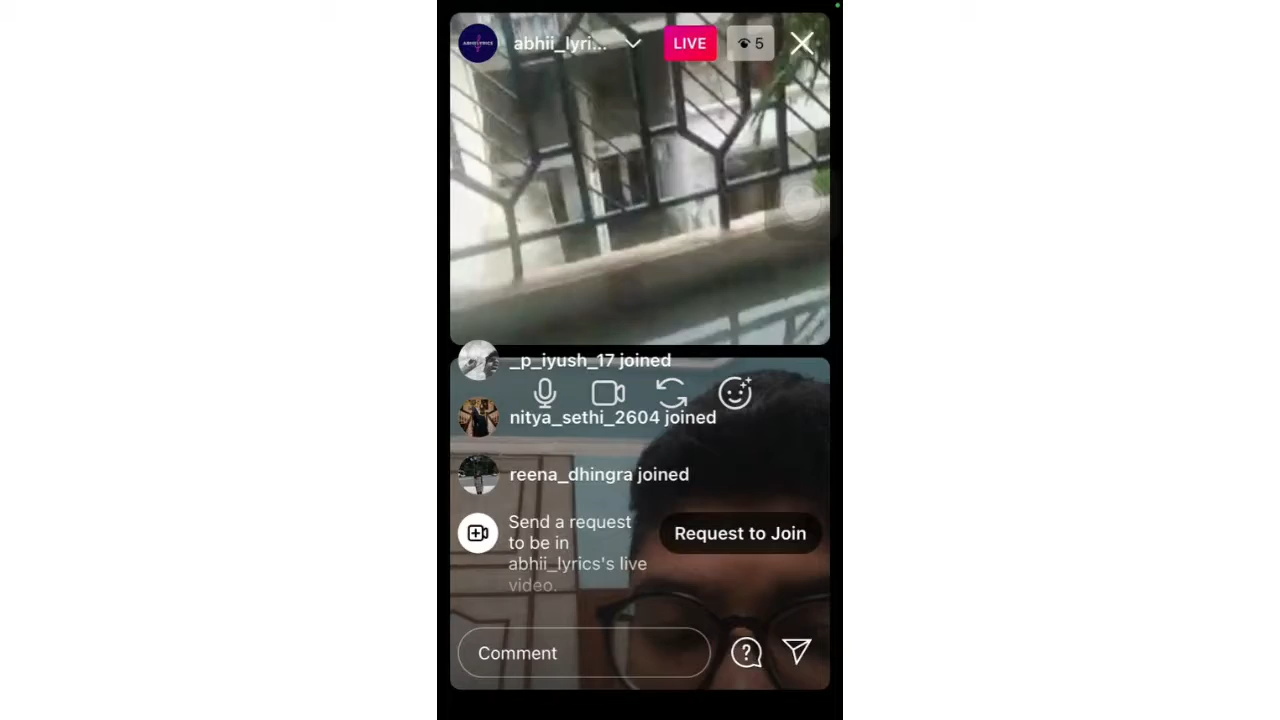 abhii_lyri...
LIVE
5
_p_iyush_17 joined
nitya_sethi_2604 joined
reena_dhingra joined
Send a request
to be in
abhii_lyrics's live
video.
Request to Join
Comment